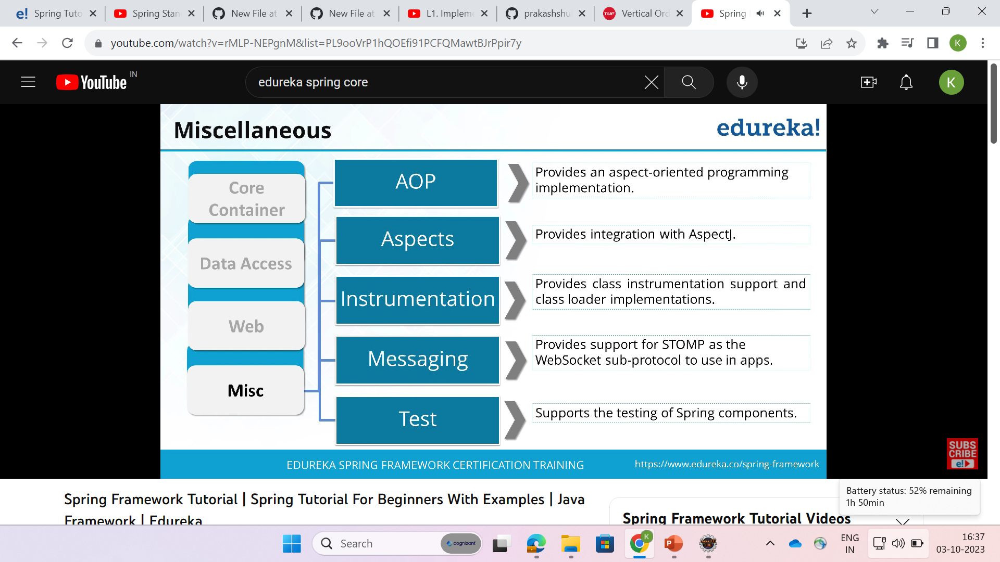 e! Spring Tuto
Spring Stan
New File at
New File at
L1. Impleme
prakashshu
TUF Vertical Ord
Spring
youtube.com/watch?v=rMLP-NEPgnM&list=PL9ooVrP1hQOEfi91PCFQMawtBJrPpir7y
K
YouTube IN
edureka spring core
K
Miscellaneous
edureka!
Core
Container
Data Access
Web
Misc
AOP
Provides an aspect-oriented programming
implementation.
Aspects
Provides integration with AspectJ.
Instrumentation
Provides class instrumentation support and
class loader implementations.
Messaging
Provides support for STOMP as the
WebSocket sub-protocol to use in apps.
Test
Supports the testing of Spring components.
SUBS
CRIBE
e!
EDUREKA SPRING FRAMEWORK CERTIFICATION TRAINING
https://www.edureka.co/spring-framework
Spring Framework Tutorial | Spring Tutorial For Beginners With Examples | Java
Framework | Edureka
Battery status: 52% remaining
1h 50min
Spring Framework Tutorial Videos
Search
cognizant
K
P
Java EE
IDE
ENG
IN
16:37
03-10-2023